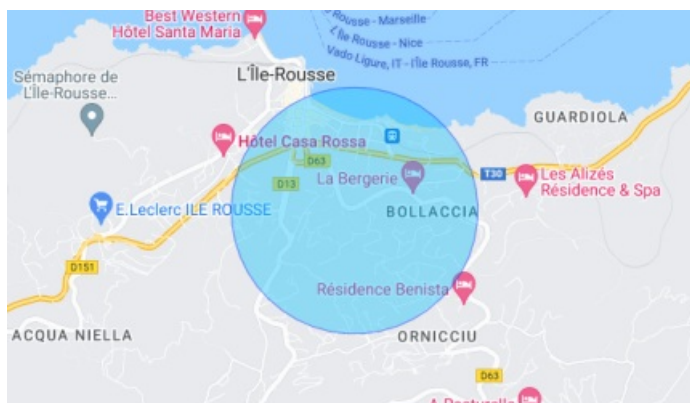 Best Western
Hôtel Santa Maria
Rousse - Marseille
L'Île Rousse - Nice
Vado Ligure, IT - l'Île Rousse, FR
L'Île-Rousse
Sémaphore de
L'Île-Rousse...
GUARDIOLA
Hôtel Casa Rossa
D63
La Bergerie
T30
Les Alizés
Résidence & Spa
D13
E.Leclerc ILE ROUSSE
BOLLACCIA
D151
Résidence Benista
ACQUA NIELLA
ORNICCIU
D63